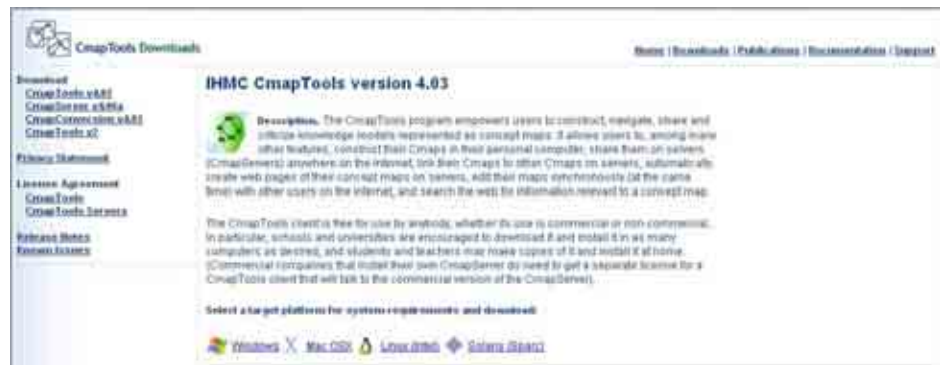 CmapTools Downloads
Home | Downloads | Publications | Documentation | Support
Download
CmapTools v4.03
CmapServer
CmapConversion v4.03
CmapTools v2
Privacy Statement
License Agreement
CmapTools
CmapTools Servers
Release Notes
Known Issues
IHMC CmapTools version 4.03
Description. The CmapTools program empowers users to construct, navigate, share and
criticize knowledge models represented as concept maps. It allows users to, among many
other features, construct their Cmaps in their personal computer, share them on servers
(CmapServers) anywhere on the Internet, link their Cmaps to other Cmaps on servers, automatically
create web pages of their concept maps on servers, edit their maps synchronously (at the same
time) with other users on the Internet, and search the web for information relevant to a concept map.
The CmapTools client is free for use by anybody, whether its use is commercial or non-commercial.
In particular, schools and universities are encouraged to download it and install it in as many
computers as desired, and students and teachers may make copies of it and install it at home.
(Commercial companies that install their own CmapServer do need to get a separate license for a
CmapTools client that will talk to the commercial version of the CmapServer).
Select a target platform for system requirements and download:
Windows Mac OSX Linux (Intel) Solaris (Sparc)